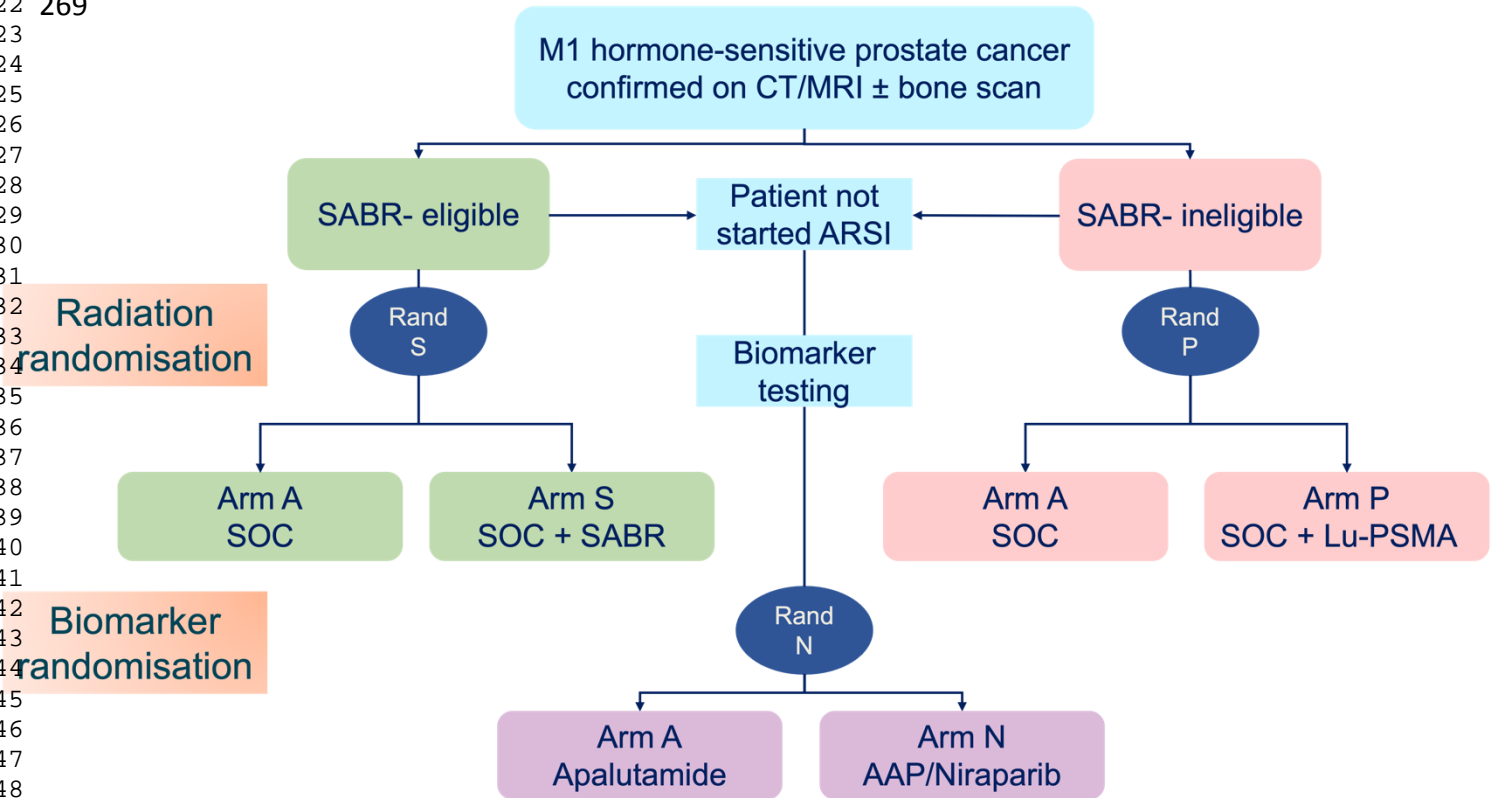 269
M1 hormone-sensitive prostate cancer
confirmed on CT/MRI ± bone scan
SABR- eligible
Patient not
started ARSI
SABR- ineligible
Radiation
randomisation
Rand
S
Rand
P
Biomarker
testing
Arm A
SOC
Arm S
SOC + SABR
Arm A
SOC
Arm P
SOC + Lu-PSMA
Biomarker
randomisation
Rand
N
Arm A
Apalutamide
Arm N
AAP/Niraparib
22
23
24
25
26
27
28
29
30
31
32
33
34
35
36
37
38
39
40
41
42
43
44
45
46
47
48